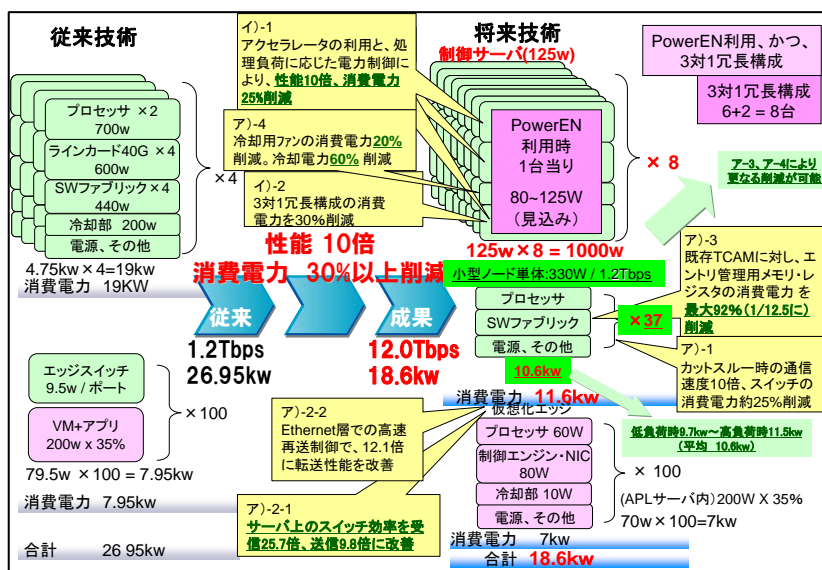 従来技術
プロセッサ ×2
700w
ラインカード40G ×4
600w
SWファブリック×4
440w
冷却部 200w
電源、その他
×4
4.75kw ×4=19kw
消費電力 19KW
エッジスイッチ
9.5w / ポート
VM+アプリ
200w x 35%
×100
79.5w ×100 = 7.95kw
消費電力 7.95kw
合計 26 95kw
イ)-1
アクセラレータの利用と、処
理負荷に応じた電力制御に
より、性能10倍、消費電力
25%削減
ア)-4
冷却用ファンの消費電力20%
削減。冷却電力60% 削減
イ)-2
3対1冗長構成の消費
電力を30%削減
性能 10倍
消費電力 30%以上削減
従来
1.2Tbps
26.95kw
成果
12.0Tbps
18.6kw
ア)-2-2
Ethernet層での高速
再送制御で、12.1倍
に転送性能を改善
ア)-2-1
サーバ上のスイッチ効率を受
信25.7倍、送信9.8倍に改善
将来技術
制御サーバ(125w)
PowerEN
利用時
1台当り
80~125W
(見込み)
× 8
125w×8 = 1000w
小型ノード単体:330W / 1.2Tbps
プロセッサ
SWファブリック
電源、その他
×37
10.6kw
消費電力 11.6kw
仮想化エッジ
プロセッサ 60W
制御エンジン・NIC
80W
冷却部 10W
電源、その他
× 100
(APLサーバ内)200W X 35%
70w×100=7kw
消費電力 7kw
合計 18.6kw
PowerEN利用、かつ、
3対1冗長構成
3対1冗長構成
6+2 = 8台
ア-3、ア-4により
更なる削減が可能
ア)-3
既存TCAMに対し、エン
トリ管理用メモリ・レ
ジスタの消費電力 を
最大92%(1/12.5に)
削減
ア)-1
カットスルー時の通信
速度10倍、スイッチの
消費電力約25%削減
低負荷時9.7kw～高負荷時11.5kw
(平均 10.6kw)